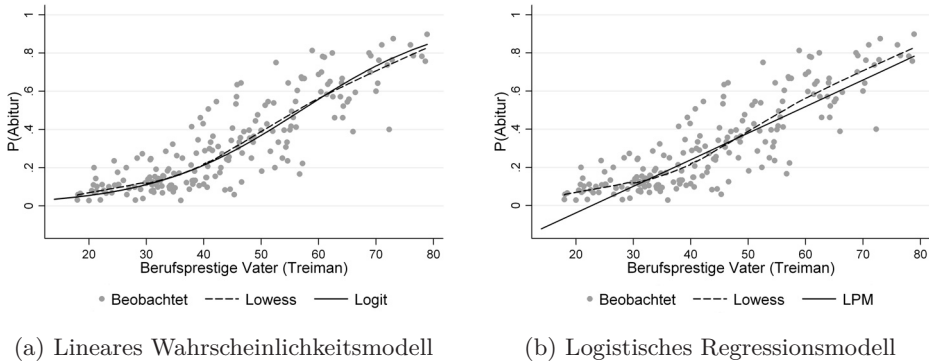 P(Abitur)
1
.8
.6
.4
.2
0
20 30 40 50 60 70 80
Berufsprestige Vater (Treiman)
Beobachtet Lowess Logit
(a) Lineares Wahrscheinlichkeitsmodell
P(Abitur)
1
.8
.6
.4
.2
0
20 30 40 50 60 70 80
Berufsprestige Vater (Treiman)
Beobachtet Lowess LPM
(b) Logistisches Regressionsmodell